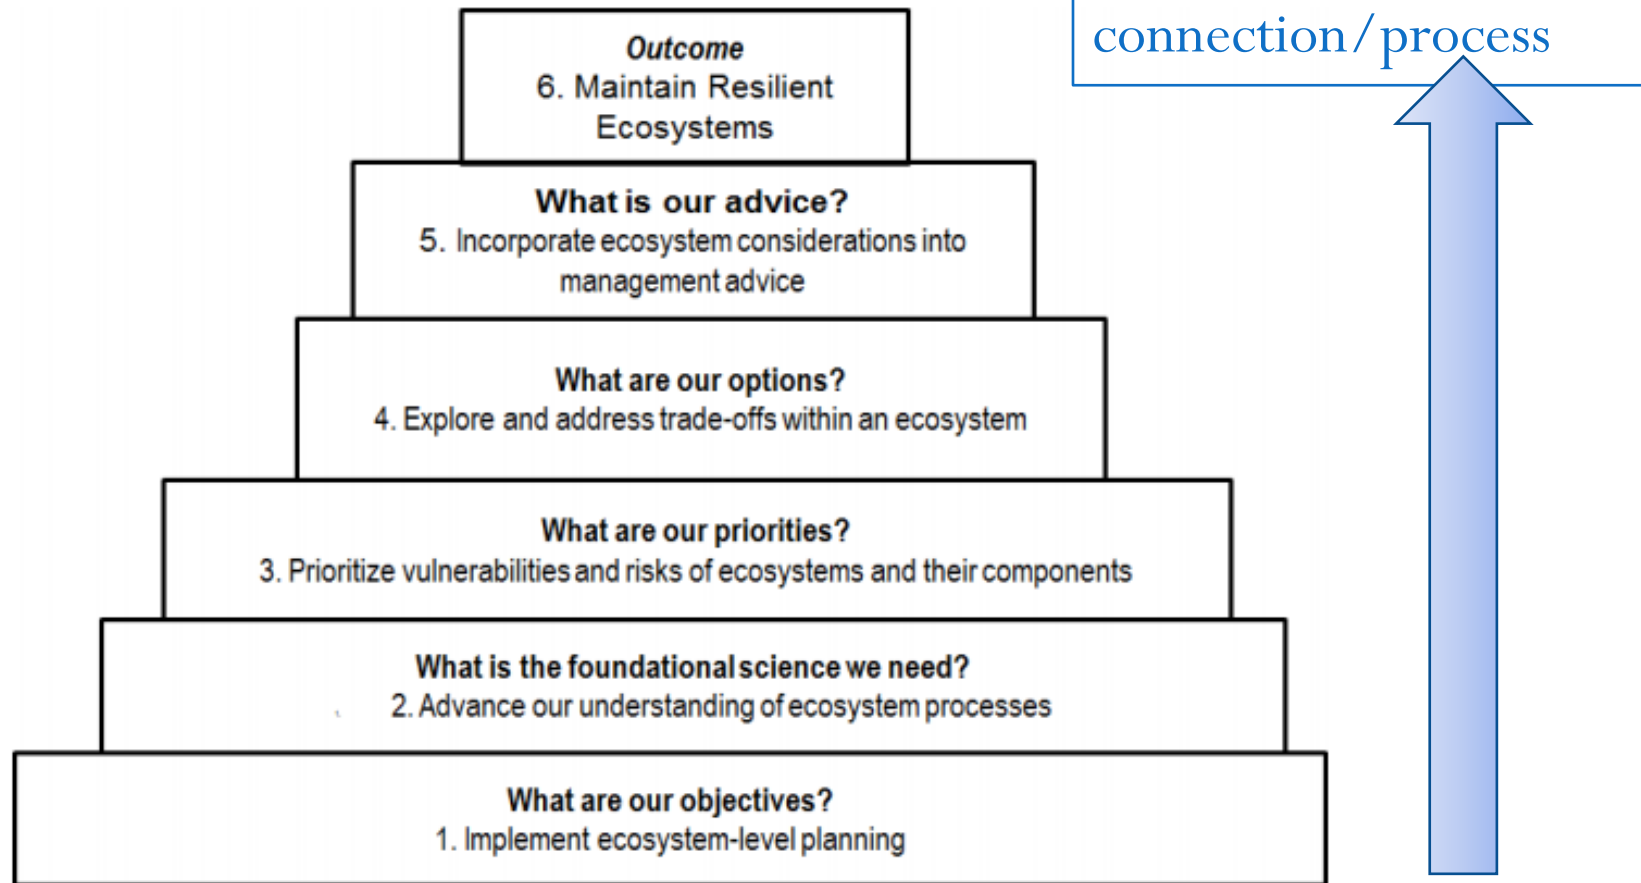 connection/process
Outcome
6. Maintain Resilient
Ecosystems
What is our advice?
5. Incorporate ecosystem considerations into
management advice
What are our options?
4. Explore and address trade-offs within an ecosystem
What are our priorities?
3. Prioritize vulnerabilities and risks of ecosystems and their components
What is the foundational science we need?
2. Advance our understanding of ecosystem processes
What are our objectives?
1. Implement ecosystem-level planning